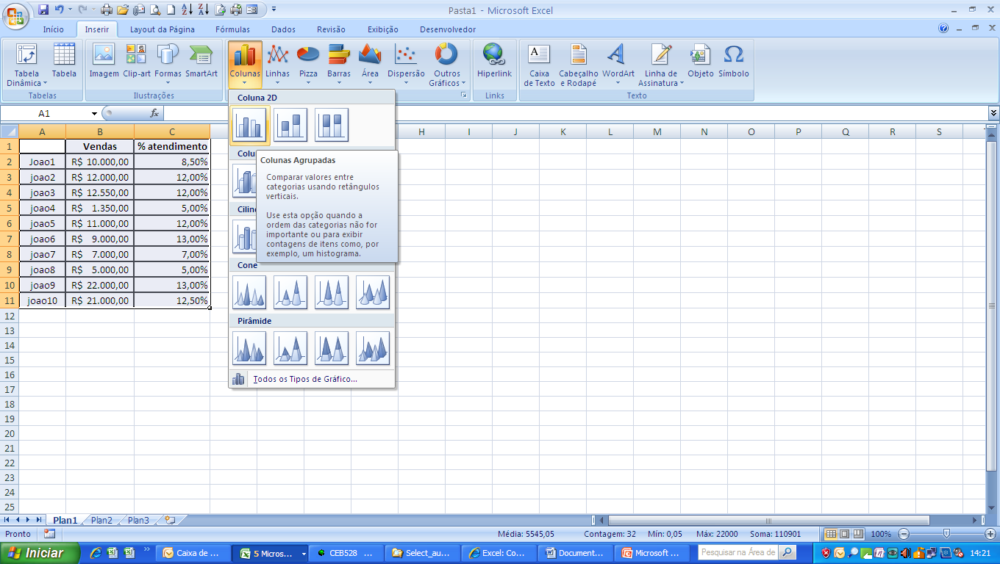 Pasta1 - Microsoft Excel
Início Inserir Layout da Página Fórmulas Dados Revisão Exibição Desenvolvedor
Tabela Dinâmica Tabela Imagem Clip-art Formas SmartArt Colunas Linhas Pizza Barras Área Dispersão Outros Gráficos Hiperlink Caixa de Texto Cabeçalho e Rodapé WordArt Linha de Assinatura Objeto Símbolo
Tabelas Ilustrações Links Texto
A1 fx
A B C H I J K L M N O P Q R S
1 Vendas % atendimento
2 Joao1 R$ 10.000,00 8,50%
3 joao2 R$ 12.000,00 12,00%
4 joao3 R$ 12.550,00 12,00%
5 joao4 R$ 1.350,00 5,00%
6 joao5 R$ 11.000,00 12,00%
7 joao6 R$ 9.000,00 13,00%
8 joao7 R$ 7.000,00 7,00%
9 joao8 R$ 5.000,00 5,00%
10 joao9 R$ 22.000,00 13,00%
11 joao10 R$ 21.000,00 12,50%
12
13
14
15
16
17
18
19
20
21
22
23
24
25
Coluna 2D
Colu
Colunas Agrupadas
Comparar valores entre
categorias usando retângulos
verticais.
Use esta opção quando a
ordem das categorias não for
importante ou para exibir
contagens de itens como, por
exemplo, um histograma.
Cilin
Cone
Pirâmide
Todos os Tipos de Gráfico...
Plan1 Plan2 Plan3
Pronto Média: 5545,05 Contagem: 32 Mín: 0,05 Máx: 22000 Soma: 110901 100%
Iniciar Caixa de ... 5 Micros... CEB528 ... Select_au... Excel: Co... Document... Microsoft ... Pesquisar na Área de 14:21